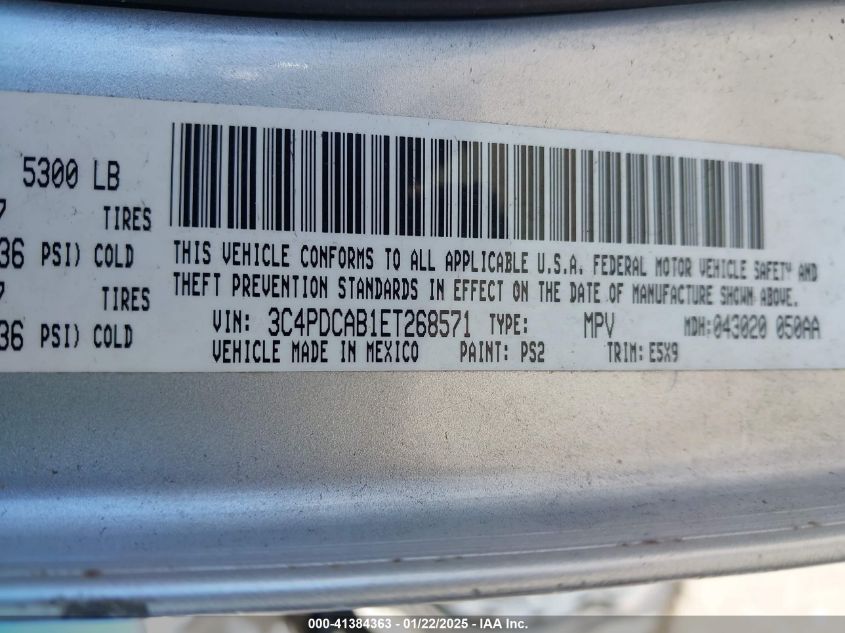 5300 LB
7 TIRES
36 PSI) COLD
7 TIRES
36 PSI) COLD
THIS VEHICLE CONFORMS TO ALL APPLICABLE U.S.A. FEDERAL MOTOR VEHICLE SAFETY AND
THEFT PREVENTION STANDARDS IN EFFECT ON THE DATE OF MANUFACTURE SHOWN ABOVE.
VIN: 3C4PDCAB1ET268571 TYPE: MPV MDH:043020 050AA
VEHICLE MADE IN MEXICO PAINT: PS2 TRIM: E5X9
000-41384363 - 01/22/2025 - IAA Inc.